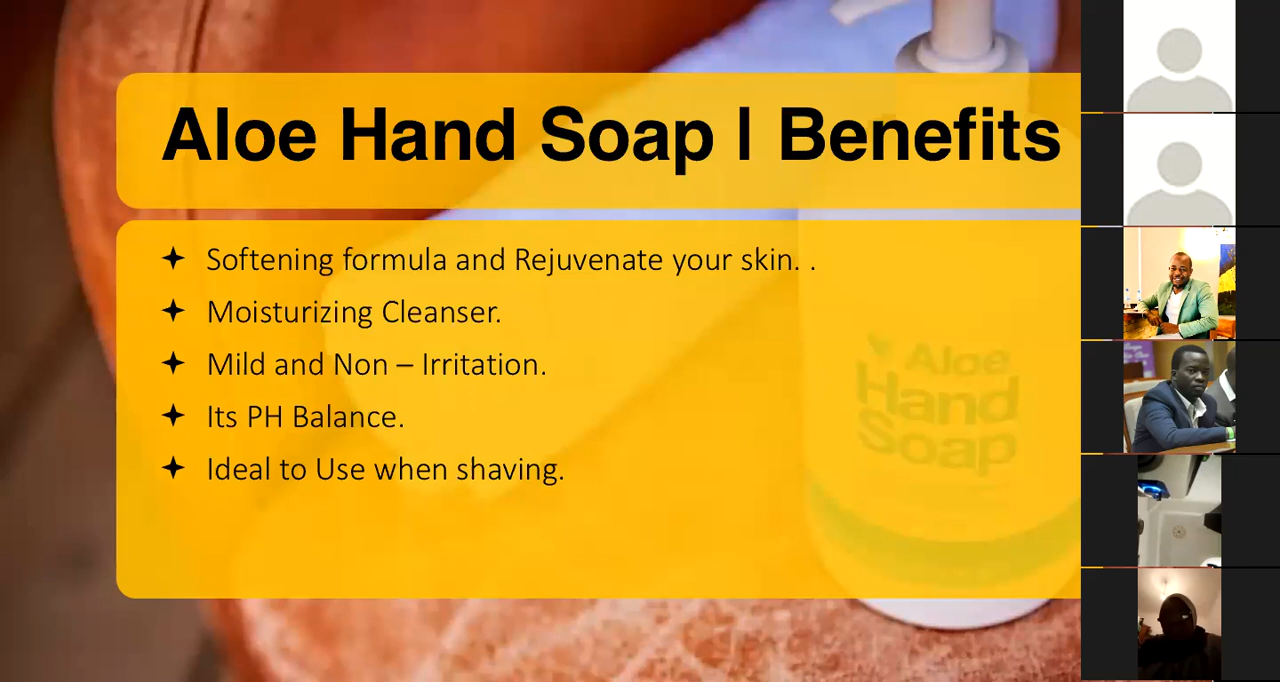 Aloe Hand Soap | Benefits
Softening formula and Rejuvenate your skin. .
Moisturizing Cleanser.
Mild and Non – Irritation.
Its PH Balance.
Ideal to Use when shaving.
Aloe
Hand
Soap